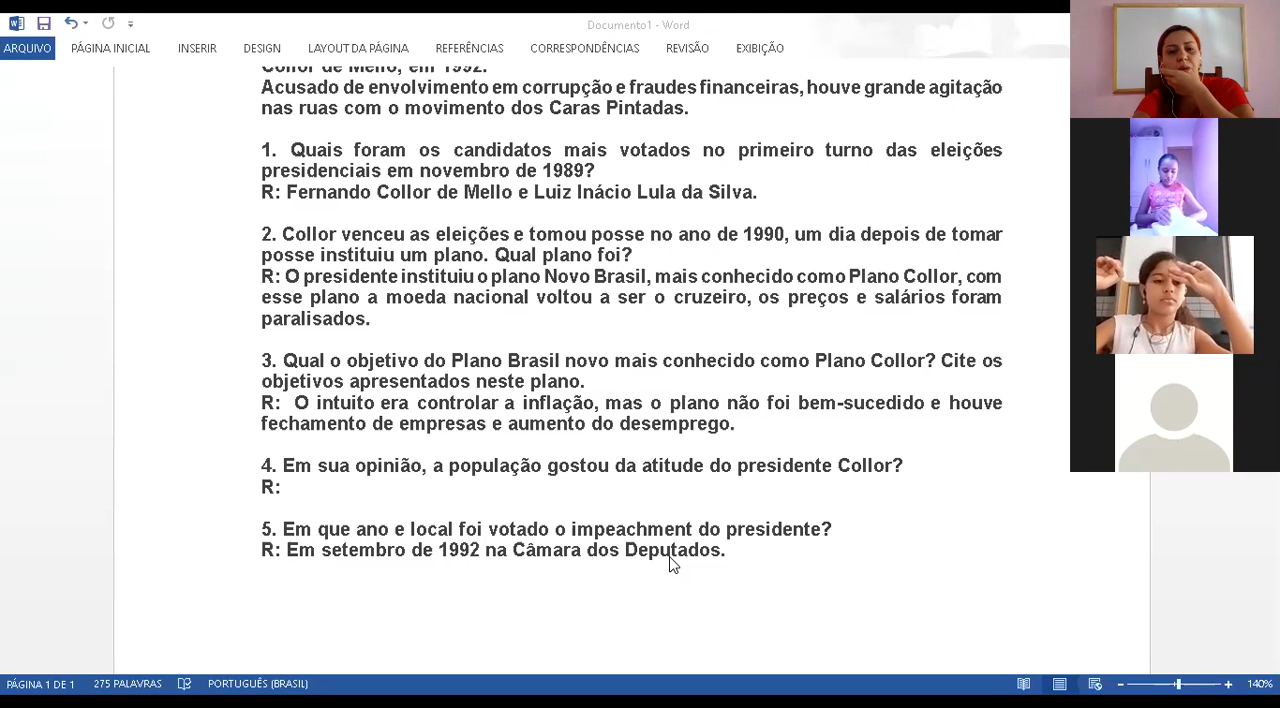 Documento1 - Word
ARQUIVO PÁGINA INICIAL INSERIR DESIGN LAYOUT DA PÁGINA REFERÊNCIAS CORRESPONDÊNCIAS REVISÃO EXIBIÇÃO
Collor de Mello, em 1992.
Acusado de envolvimento em corrupção e fraudes financeiras, houve grande agitação
nas ruas com o movimento dos Caras Pintadas.
1. Quais foram os candidatos mais votados no primeiro turno das eleições
presidenciais em novembro de 1989?
R: Fernando Collor de Mello e Luiz Inácio Lula da Silva.
2. Collor venceu as eleições e tomou posse no ano de 1990, um dia depois de tomar
posse instituiu um plano. Qual plano foi?
R: O presidente instituiu o plano Novo Brasil, mais conhecido como Plano Collor, com
esse plano a moeda nacional voltou a ser o cruzeiro, os preços e salários foram
paralisados.
3. Qual o objetivo do Plano Brasil novo mais conhecido como Plano Collor? Cite os
objetivos apresentados neste plano.
R: O intuito era controlar a inflação, mas o plano não foi bem-sucedido e houve
fechamento de empresas e aumento do desemprego.
4. Em sua opinião, a população gostou da atitude do presidente Collor?
R:
5. Em que ano e local foi votado o impeachment do presidente?
R: Em setembro de 1992 na Câmara dos Deputados.
PÁGINA 1 DE 1 275 PALAVRAS PORTUGUÊS (BRASIL) 140%